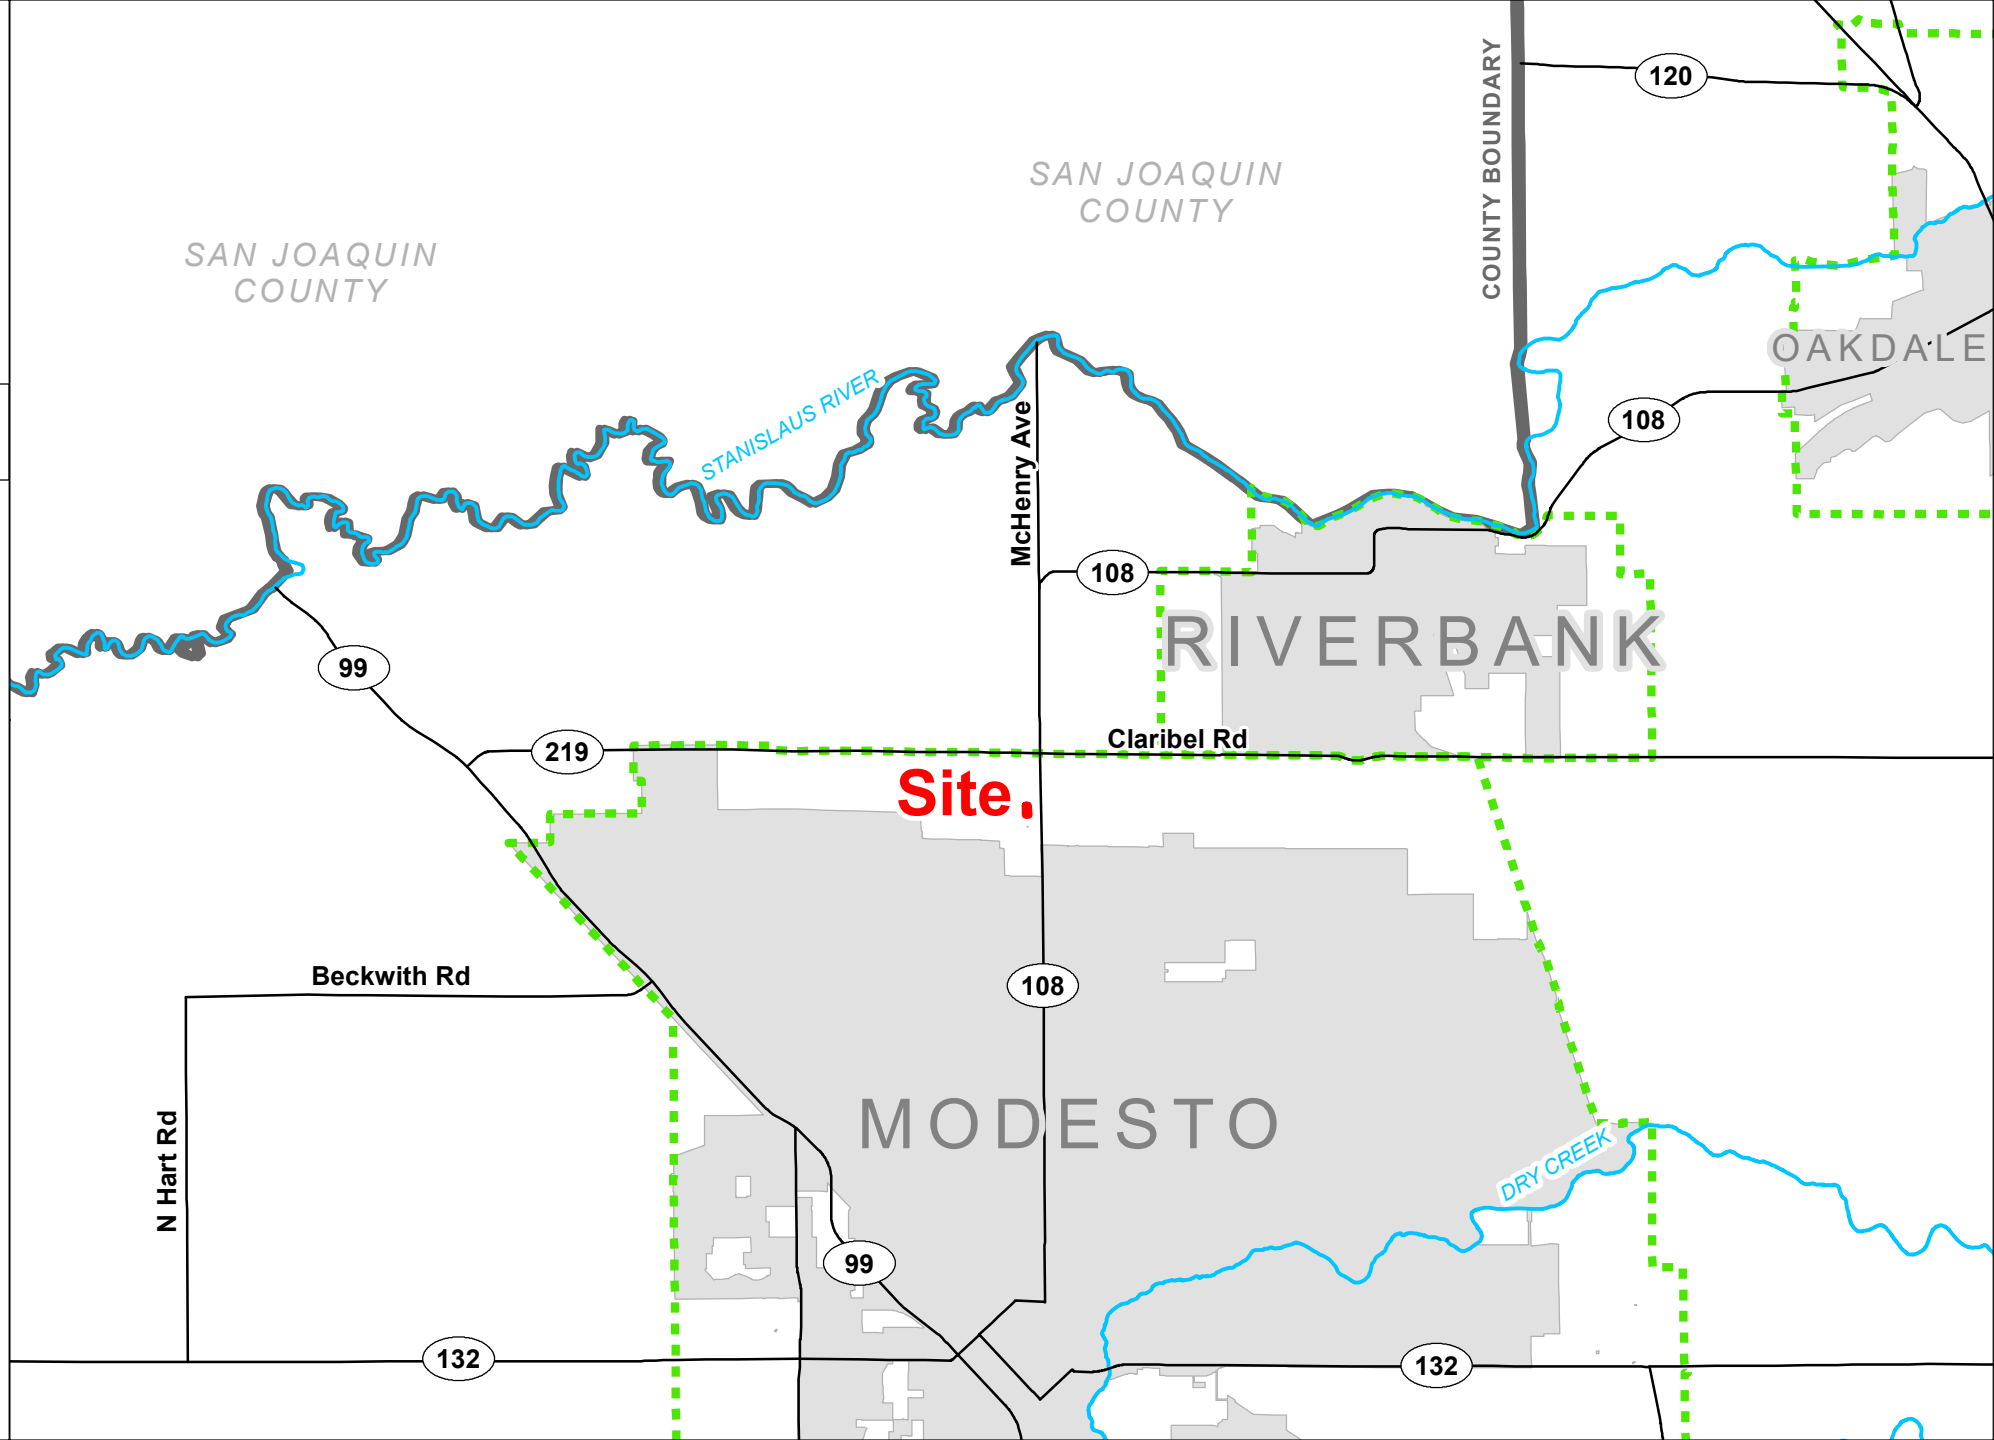 COUNTY BOUNDARY
120
SAN JOAQUIN
COUNTY
SAN JOAQUIN
COUNTY
OAKDALE
STANISLAUS RIVER
McHenry Ave
108
108
RIVERBANK
99
219
Claribel Rd
Site
Beckwith Rd
108
MODESTO
N Hart Rd
DRY CREEK
99
132
132